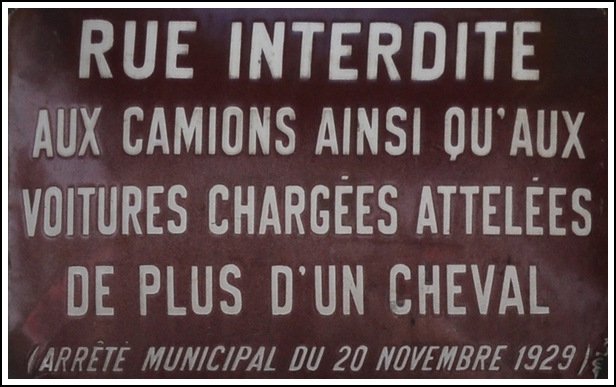 RUE INTERDITE
AUX CAMIONS AINSI QU'AUX
VOITURES CHARGÉES ATTELÉES
DE PLUS D'UN CHEVAL
(ARRÊTÉ MUNICIPAL DU 20 NOVEMBRE 1929)